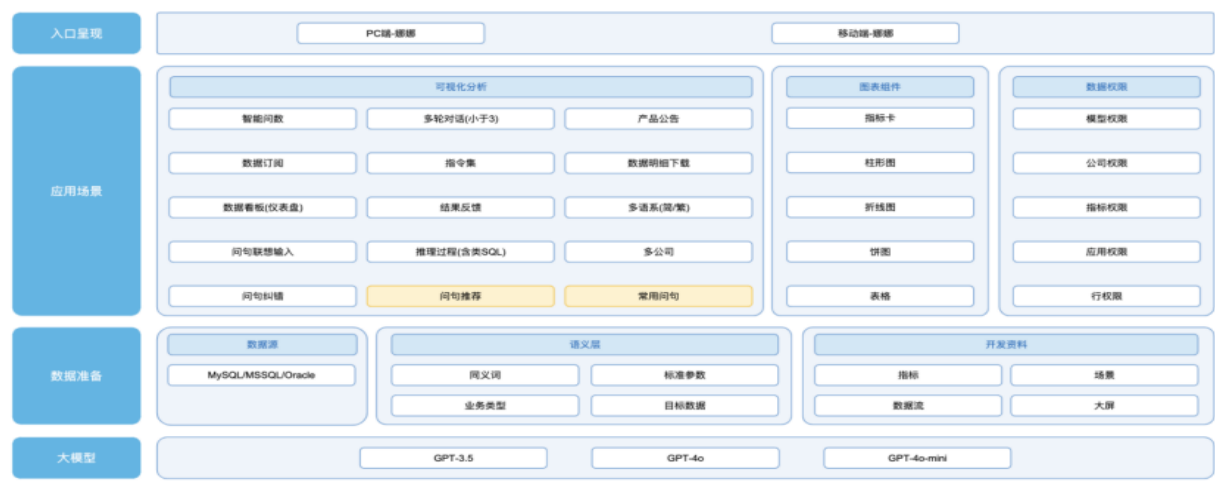 入口呈现
PC端-娜娜
移动端-娜娜
应用场景
可视化分析
智能问数
多轮对话(小于3)
产品公告
数据订阅
指令集
数据明细下载
数据看板(仪表盘)
结果反馈
多语系(简/繁)
问句联想输入
推理过程(含类SQL)
多公司
问句纠错
问句推荐
常用问句
图表组件
指标卡
柱形图
折线图
饼图
表格
数据权限
模型权限
公司权限
指标权限
应用权限
行权限
数据准备
数据源
MySQL/MSSQL/Oracle
语义层
同义词
标准参数
业务类型
目标数据
开发资料
指标
场景
数据流
大屏
大模型
GPT-3.5
GPT-4o
GPT-4o-mini